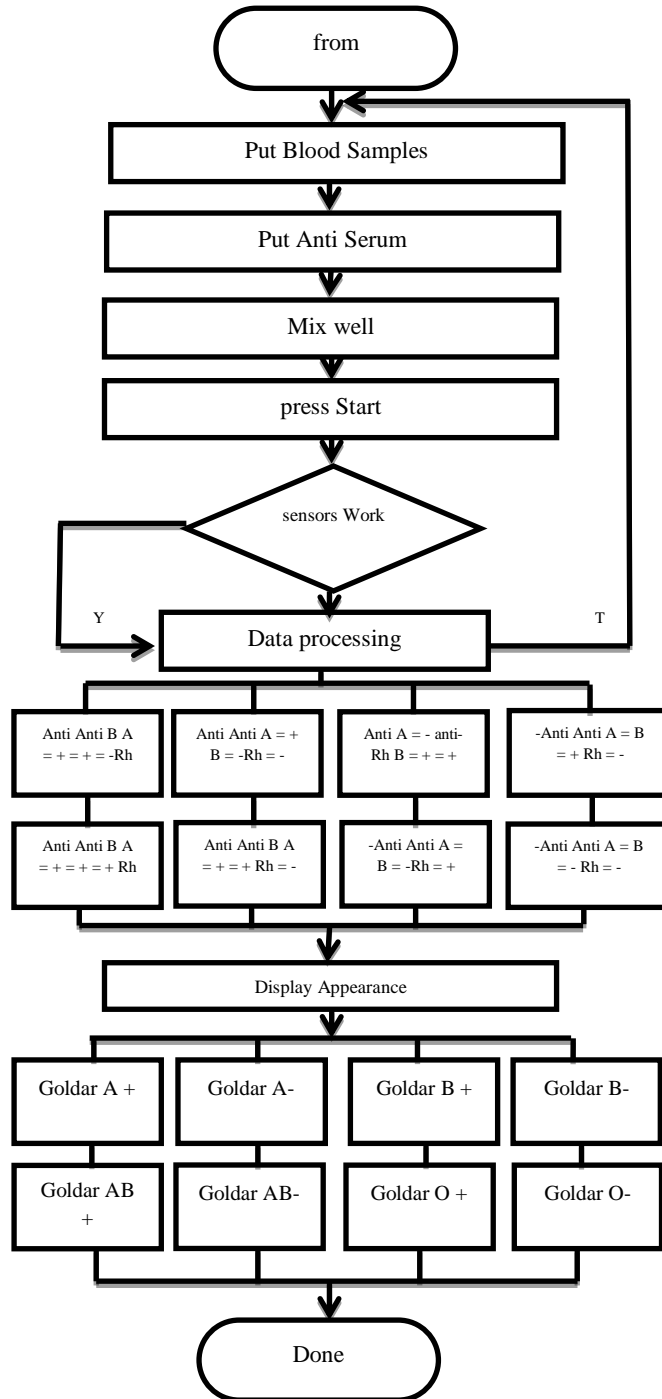 from
Put Blood Samples
Put Anti Serum
Mix well
press Start
sensors Work
Y
T
Data processing
Anti Anti B A
= + = + = -Rh
Anti Anti A = +
B = -Rh = -
Anti A = - anti-
Rh B = + = +
-Anti Anti A = B
= + Rh = -
Anti Anti B A
= + = + = + Rh
Anti Anti B A
= + = + Rh = -
-Anti Anti A =
B = -Rh = +
-Anti Anti A = B
= - Rh = -
Display Appearance
Goldar A +
Goldar A-
Goldar B +
Goldar B-
Goldar AB
+
Goldar AB-
Goldar O +
Goldar O-
Done